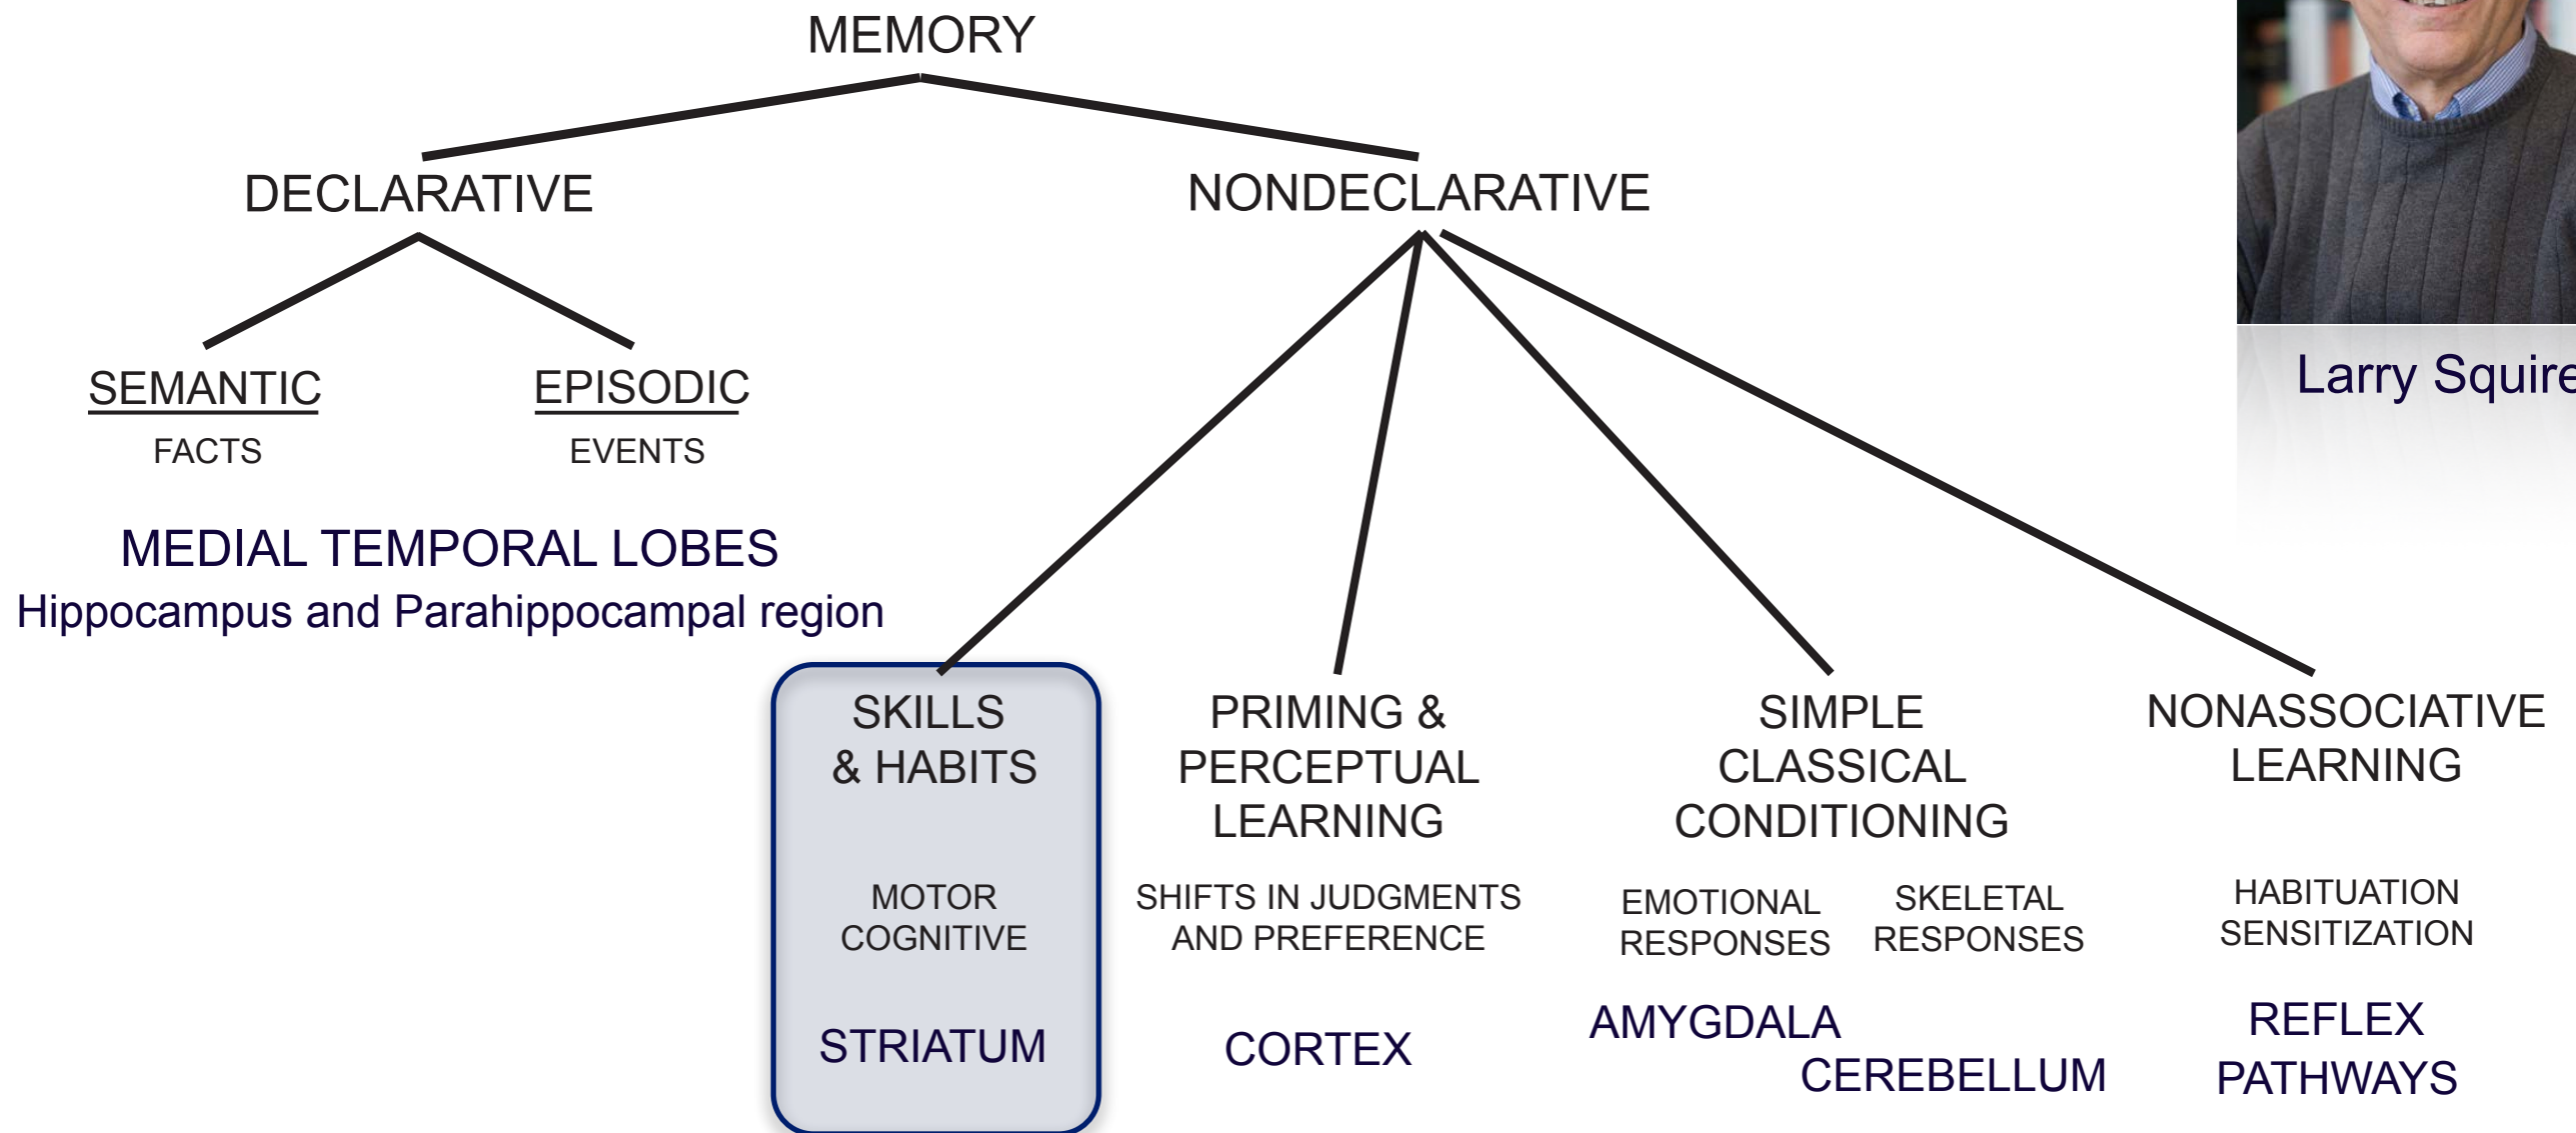 MEMORY
DECLARATIVE
NONDECLARATIVE
SEMANTIC
FACTS
EPISODIC
EVENTS
MEDIAL TEMPORAL LOBES
Hippocampus and Parahippocampal region
Larry Squire
SKILLS
& HABITS
MOTOR
COGNITIVE
STRIATUM
PRIMING &
PERCEPTUAL
LEARNING
SHIFTS IN JUDGMENTS
AND PREFERENCE
CORTEX
SIMPLE
CLASSICAL
CONDITIONING
EMOTIONAL
RESPONSES
SKELETAL
RESPONSES
AMYGDALA
CEREBELLUM
NONASSOCIATIVE
LEARNING
HABITUATION
SENSITIZATION
REFLEX
PATHWAYS